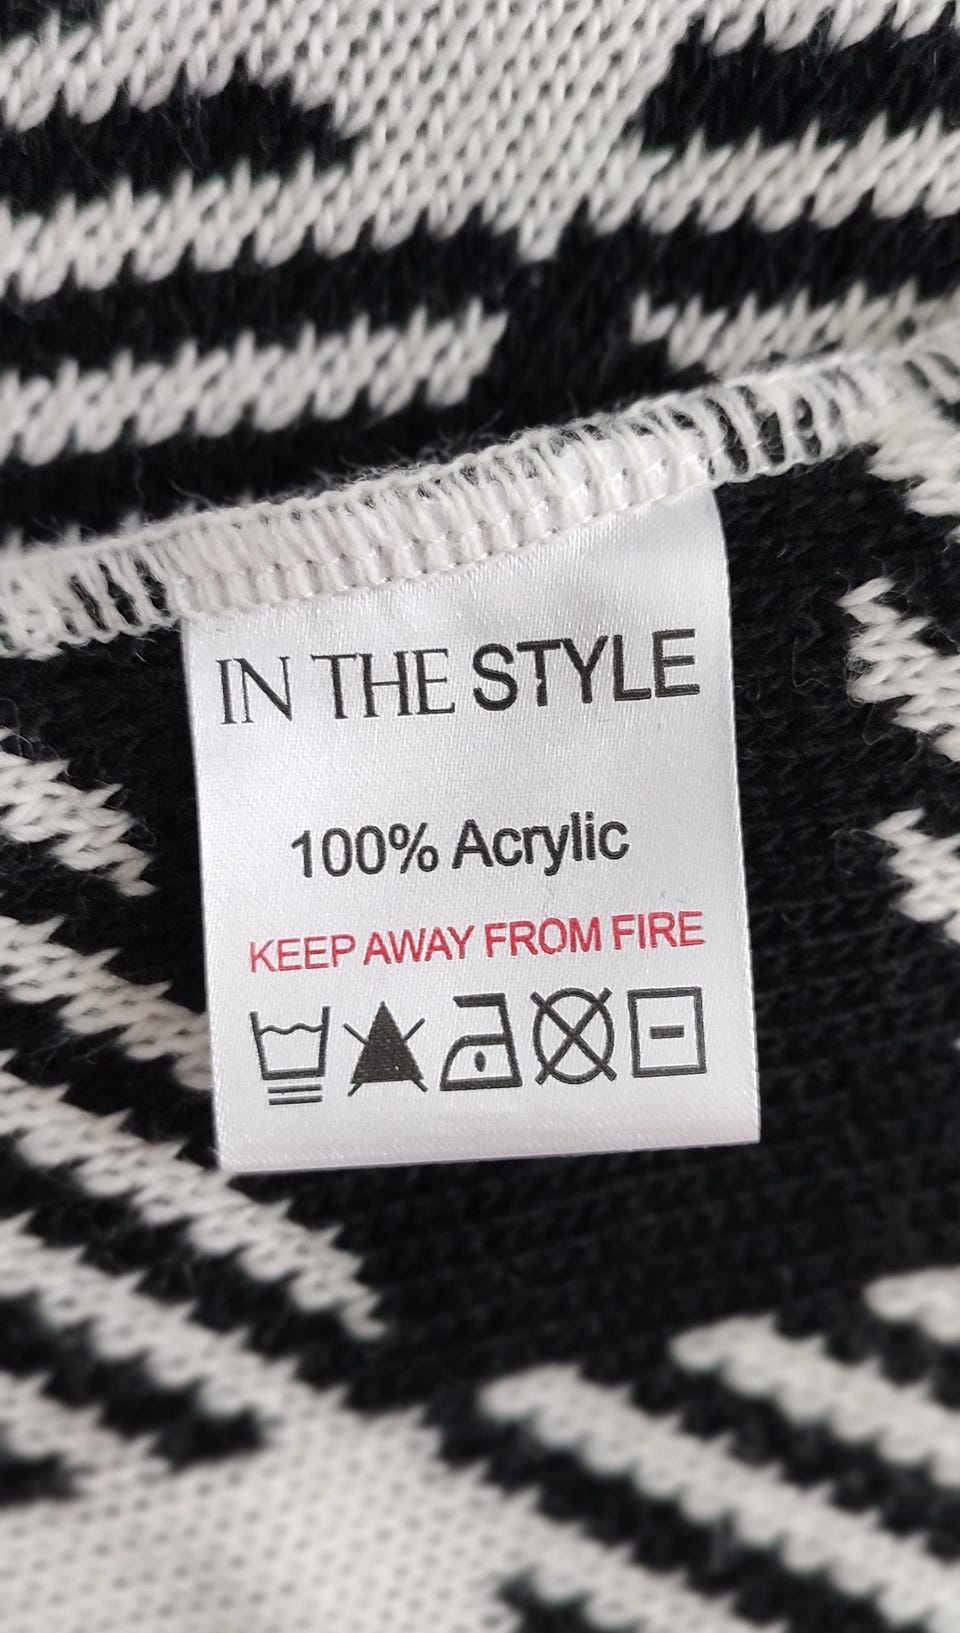 IN THE STYLE
100% Acrylic
KEEP AWAY FROM FIRE